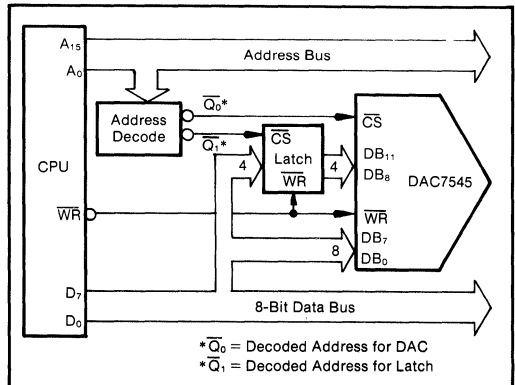 A15
Address Bus
A0
Q0*
Address
Decode
Q1*
CS
CS
DB11
CPU
4
Latch
4
DB8
DAC7545
WR
WR
WR
DB7
8
DB0
D7
8-Bit Data Bus
D0
*Q0 = Decoded Address for DAC
*Q1 = Decoded Address for Latch